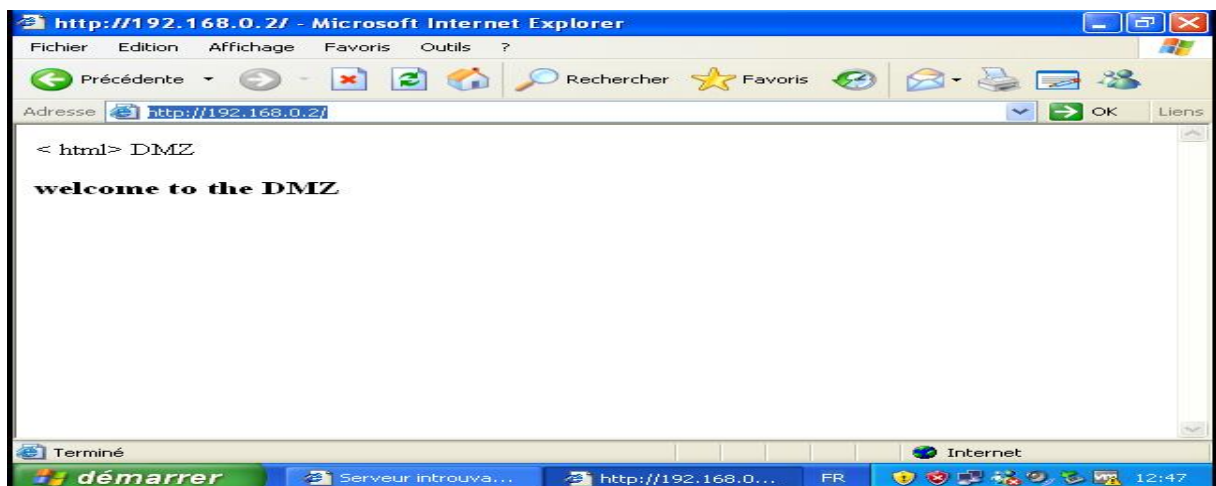 http://192.168.0.2/ - Microsoft Internet Explorer
Fichier Edition Affichage Favoris Outils ?
Précédente Rechercher Favoris
Adresse http://192.168.0.2/ OK Liens
< html> DMZ
welcome to the DMZ
Terminé Internet
démarrer Serveur introuva... http://192.168.0... FR 12:47